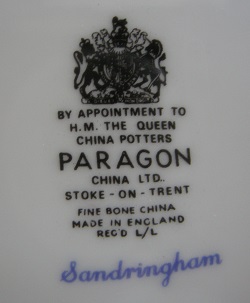 BY APPOINTMENT TO
H.M. THE QUEEN
CHINA POTTERS
PARAGON
CHINA LTD..
STOKE - ON - TRENT
FINE BONE CHINA
MADE IN ENGLAND
REG'D L/L
Sandringham